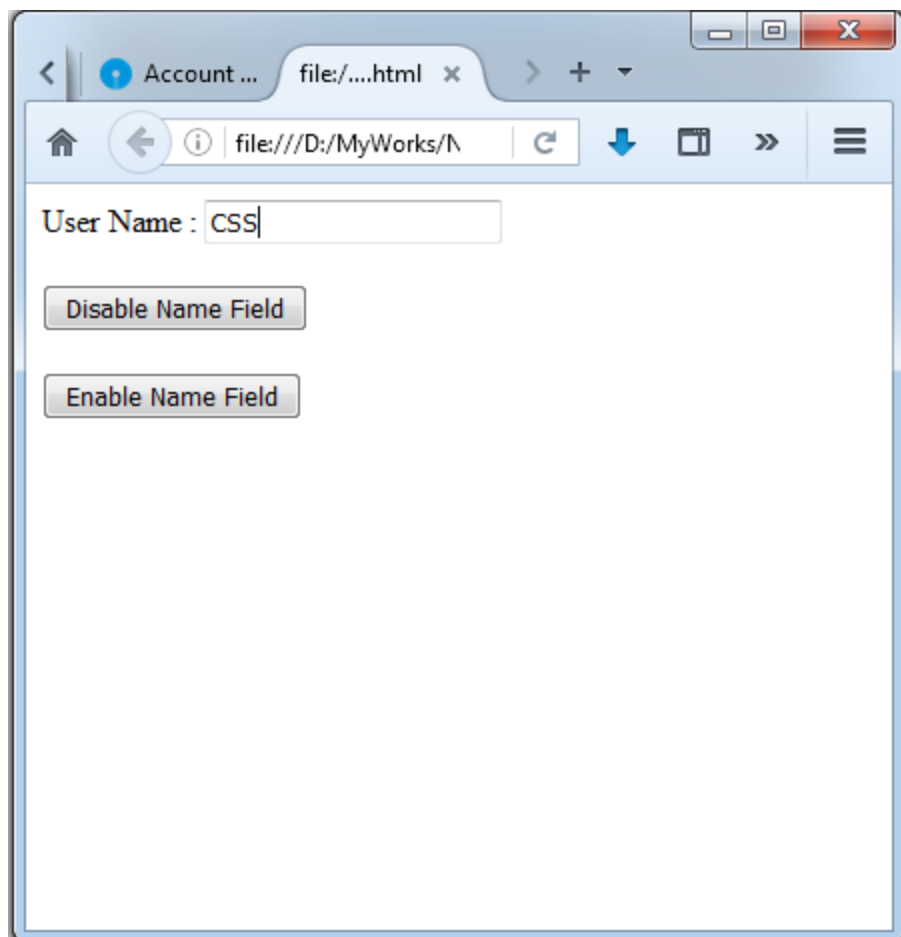 Account ...
file:/....html
file:///D:/MyWorks/N
User Name : CSS
Disable Name Field
Enable Name Field